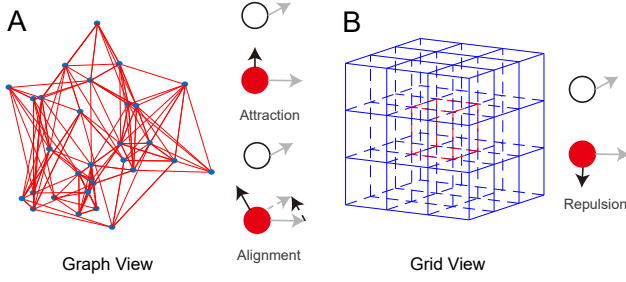 A
Attraction
Alignment
Graph View
B
Repulsion
Grid View